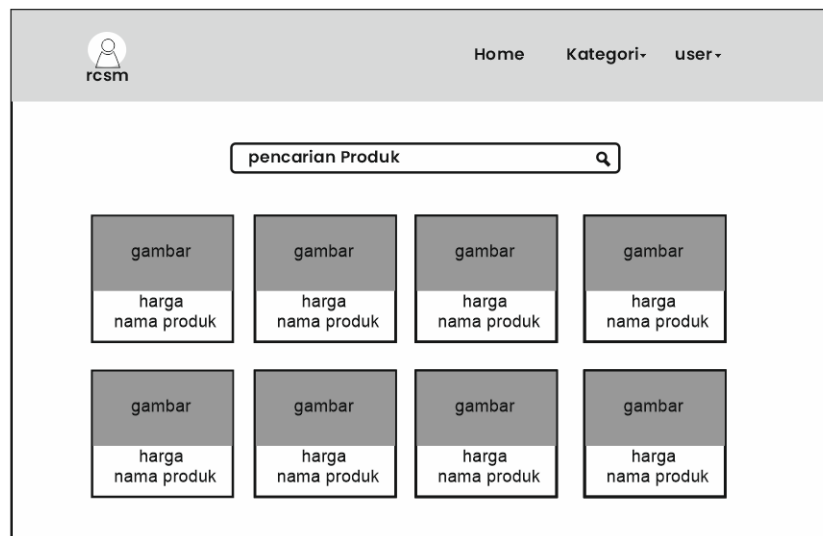 rcsm
Home Kategori user
pencarian Produk
gambar gambar gambar gambar
harga harga harga harga
nama produk nama produk nama produk nama produk
gambar gambar gambar gambar
harga harga harga harga
nama produk nama produk nama produk nama produk